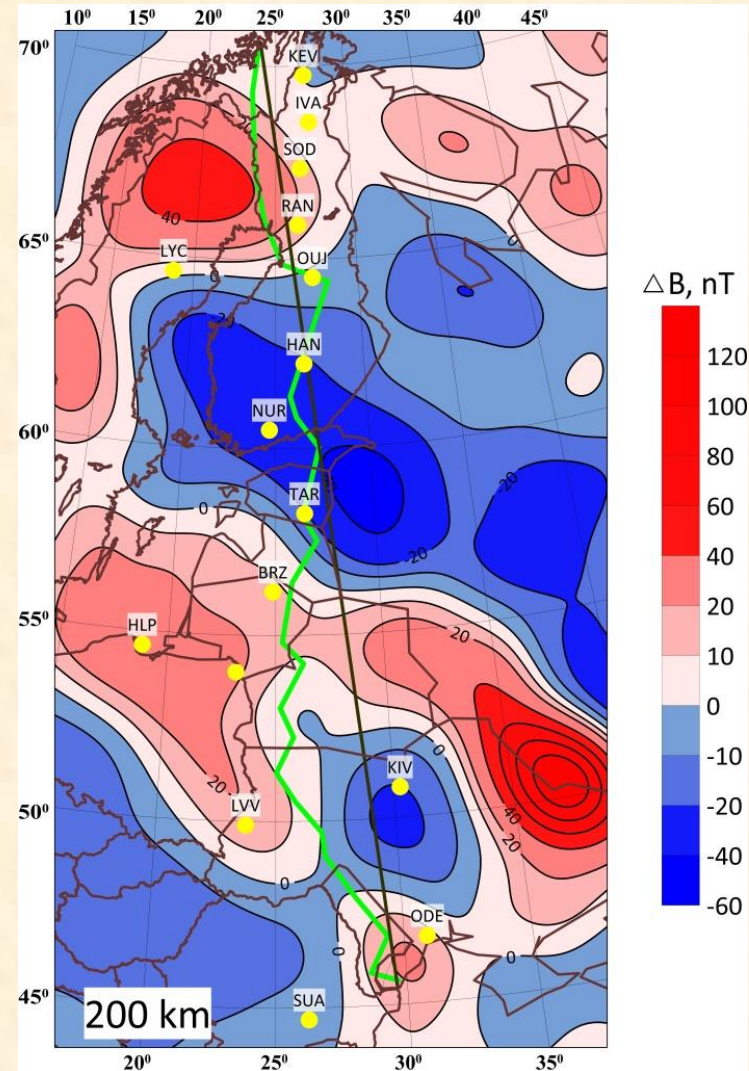 10⁰ 15⁰ 20⁰ 25⁰ 30⁰ 35⁰ 40⁰ 45⁰
70⁰
KEV
IVA
SOD
RAN
40
65⁰
LYC
OUJ
0
0
△B, nT
-20
HAN
120
100
NUR
80
60⁰
60
-20
TAR
40
0
-20
BRZ
20
55⁰
HLP
20
10
0
0
KIV
-10
20
40
-20
50⁰
LVV
20
-40
0
-60
ODE
0
0
45⁰
200 km
SUA
20⁰ 25⁰ 30⁰ 35⁰